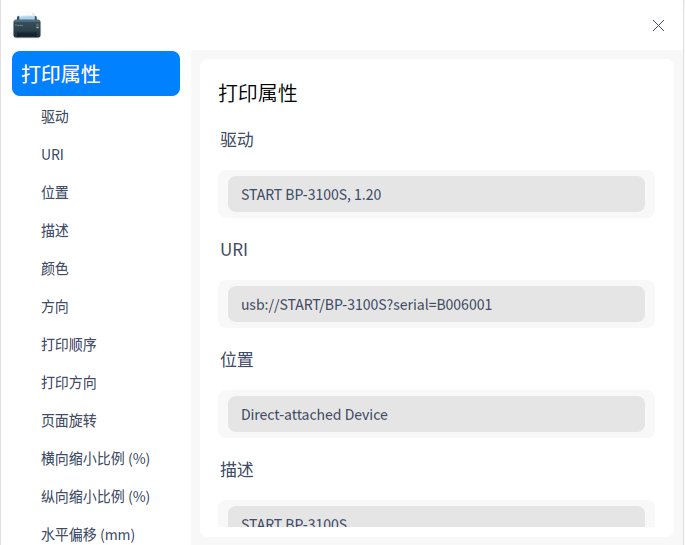 打印属性
驱动
URI
位置
描述
颜色
方向
打印顺序
打印方向
页面旋转
横向缩小比例 (%)
纵向缩小比例 (%)
水平偏移 (mm)
打印属性
驱动
START BP-3100S, 1.20
URI
usb://START/BP-3100S?serial=B006001
位置
Direct-attached Device
描述
START BP-3100S